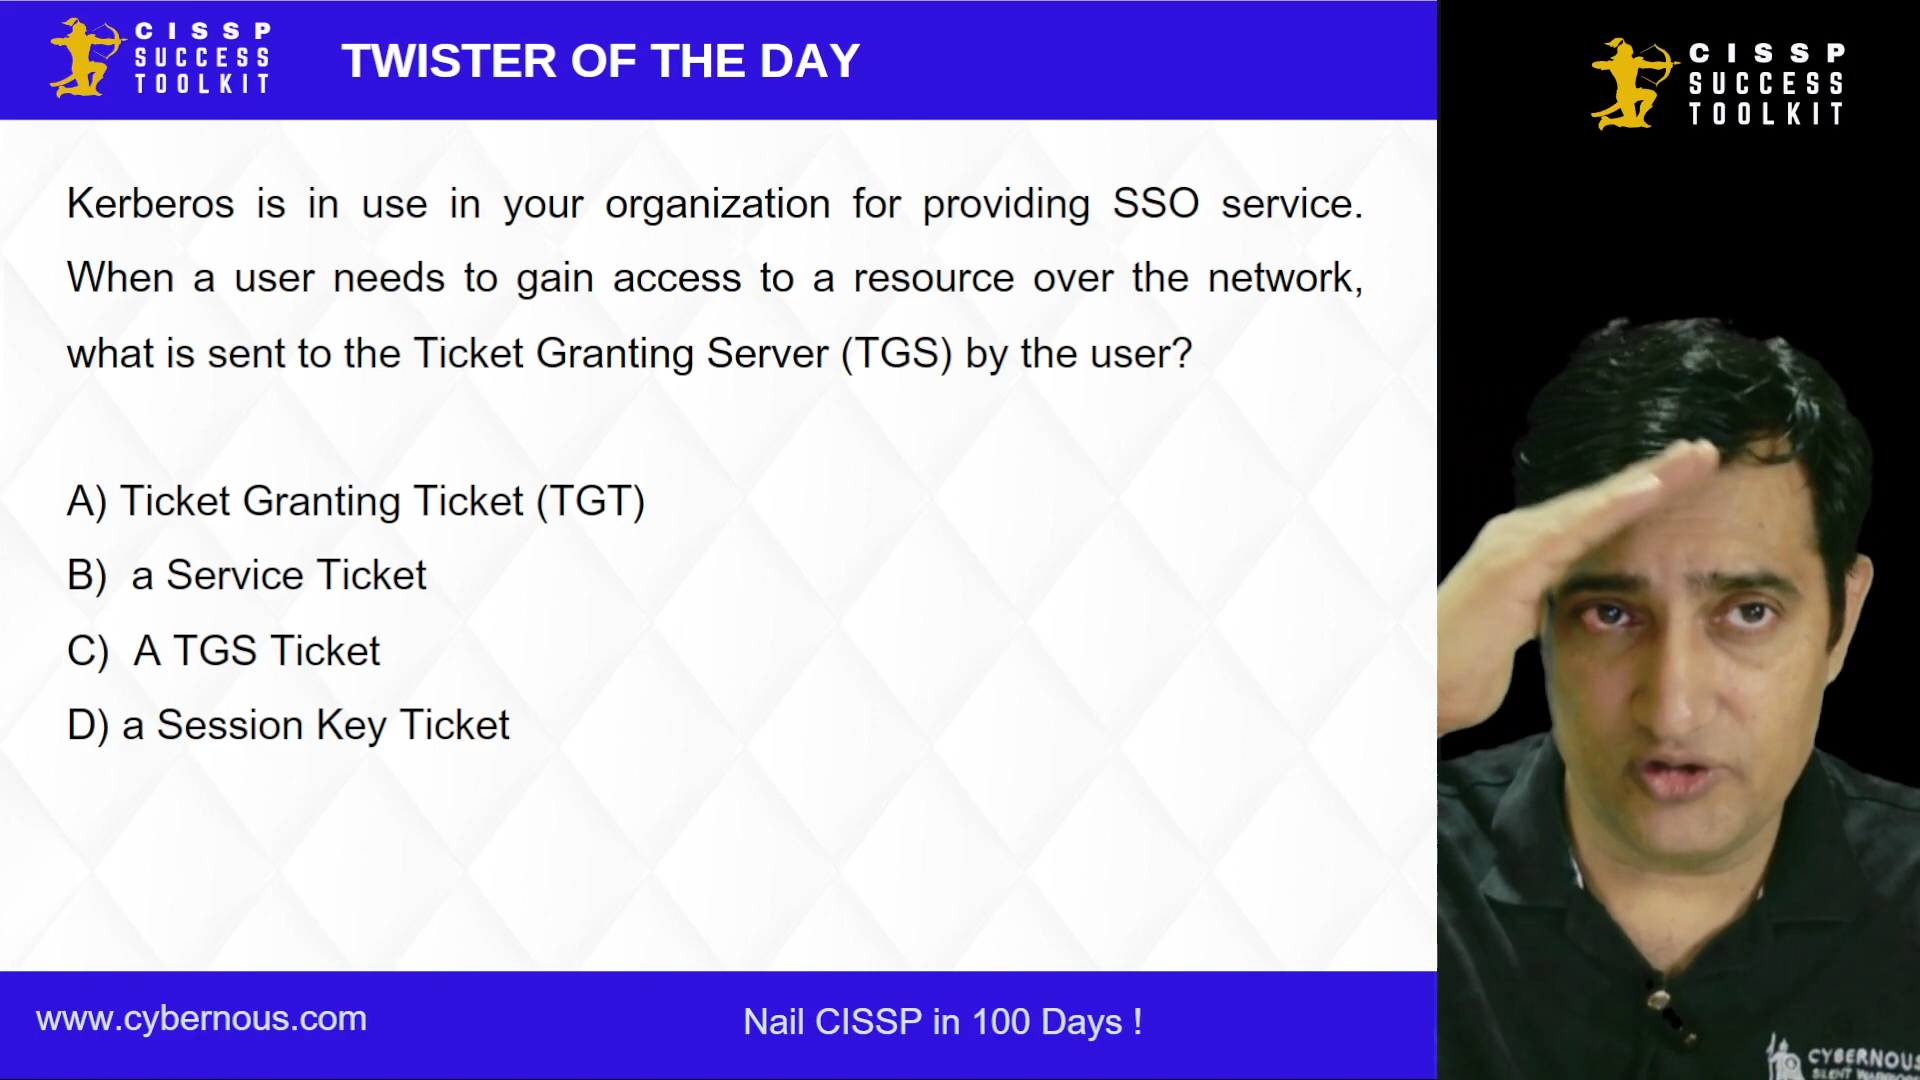 CISSP
SUCCESS
TOOLKIT
TWISTER OF THE DAY
Kerberos is in use in your organization for providing SSO service.
When a user needs to gain access to a resource over the network,
what is sent to the Ticket Granting Server (TGS) by the user?
A) Ticket Granting Ticket (TGT)
B) a Service Ticket
C) A TGS Ticket
D) a Session Key Ticket
www.cybernous.com
Nail CISSP in 100 Days !
CISSP
SUCCESS
TOOLKIT
CYBERNOUS